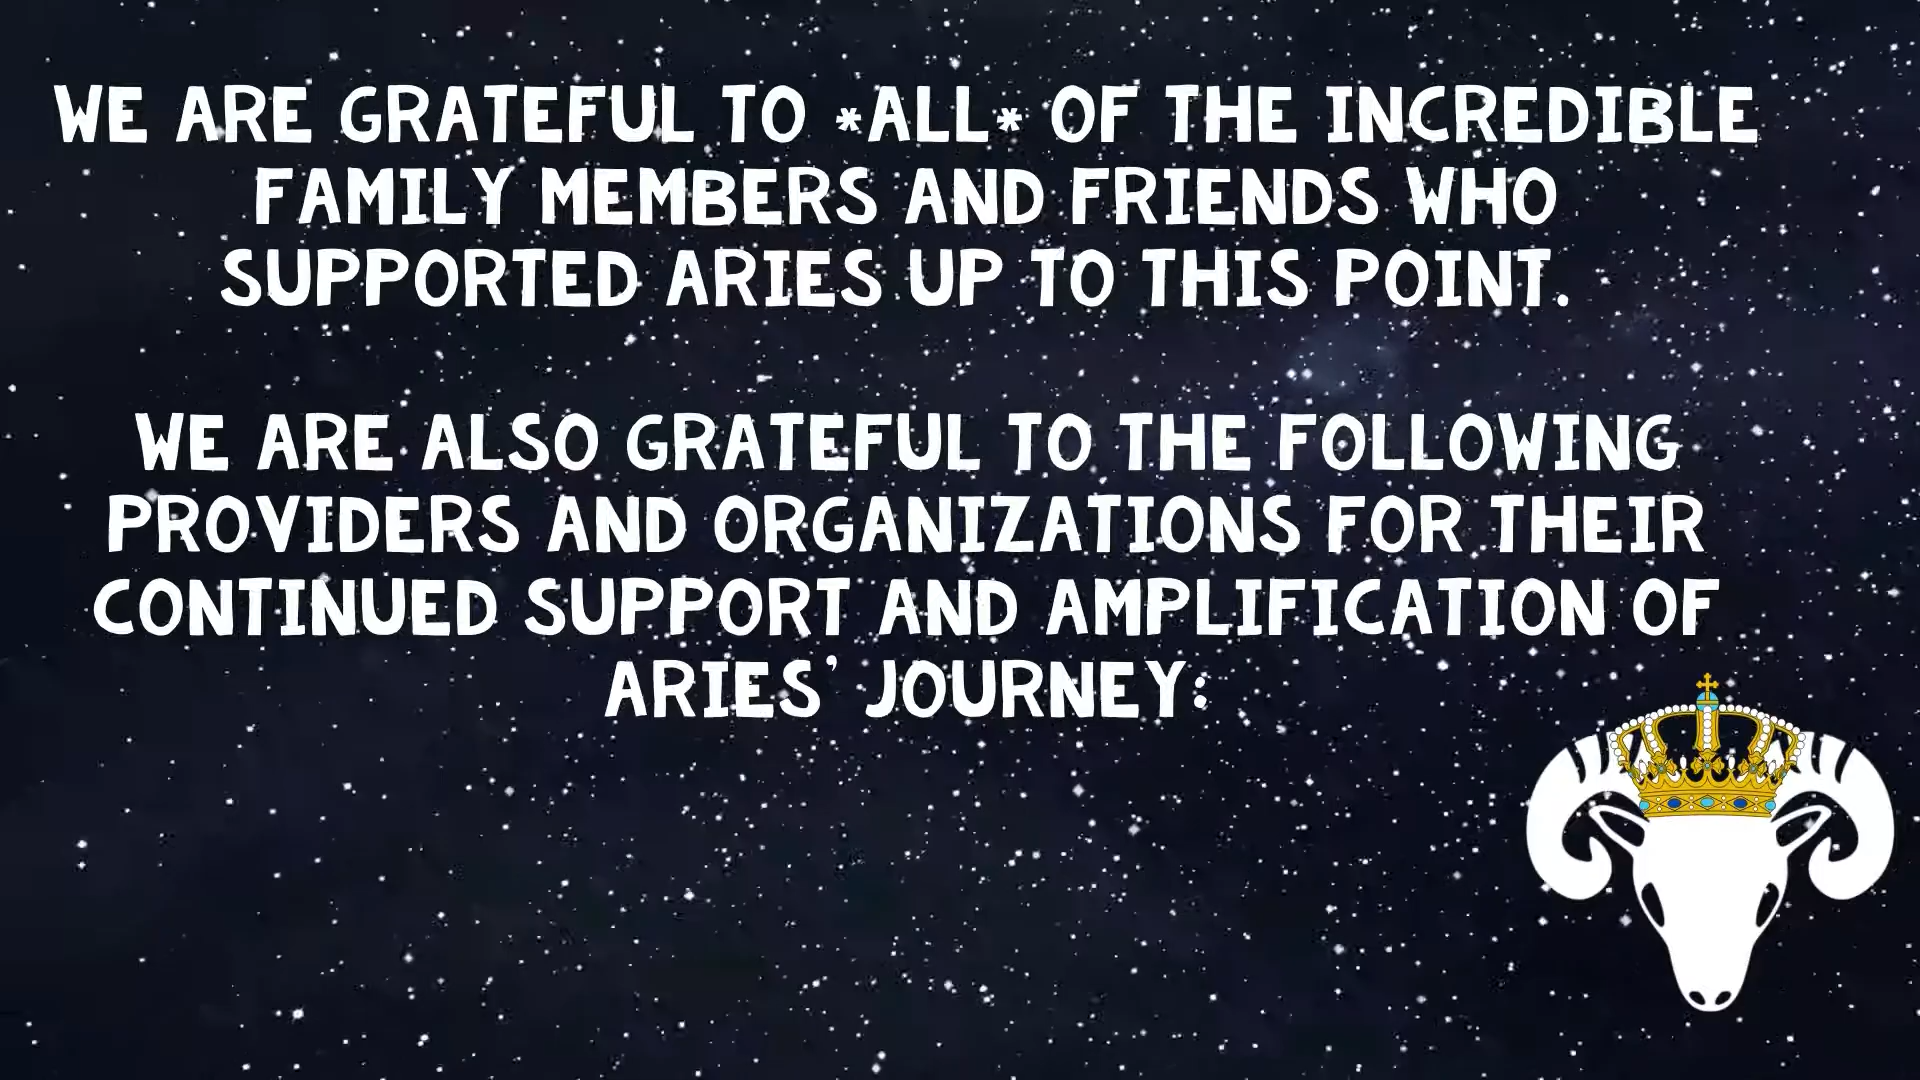 WE ARE GRATEFUL TO *ALL* OF THE INCREDIBLE
FAMILY MEMBERS AND FRIENDS WHO
SUPPORTED ARIES UP TO THIS POINT.
WE ARE ALSO GRATEFUL TO THE FOLLOWING
PROVIDERS AND ORGANIZATIONS FOR THEIR
CONTINUED SUPPORT AND AMPLIFICATION OF
ARIES' JOURNEY: